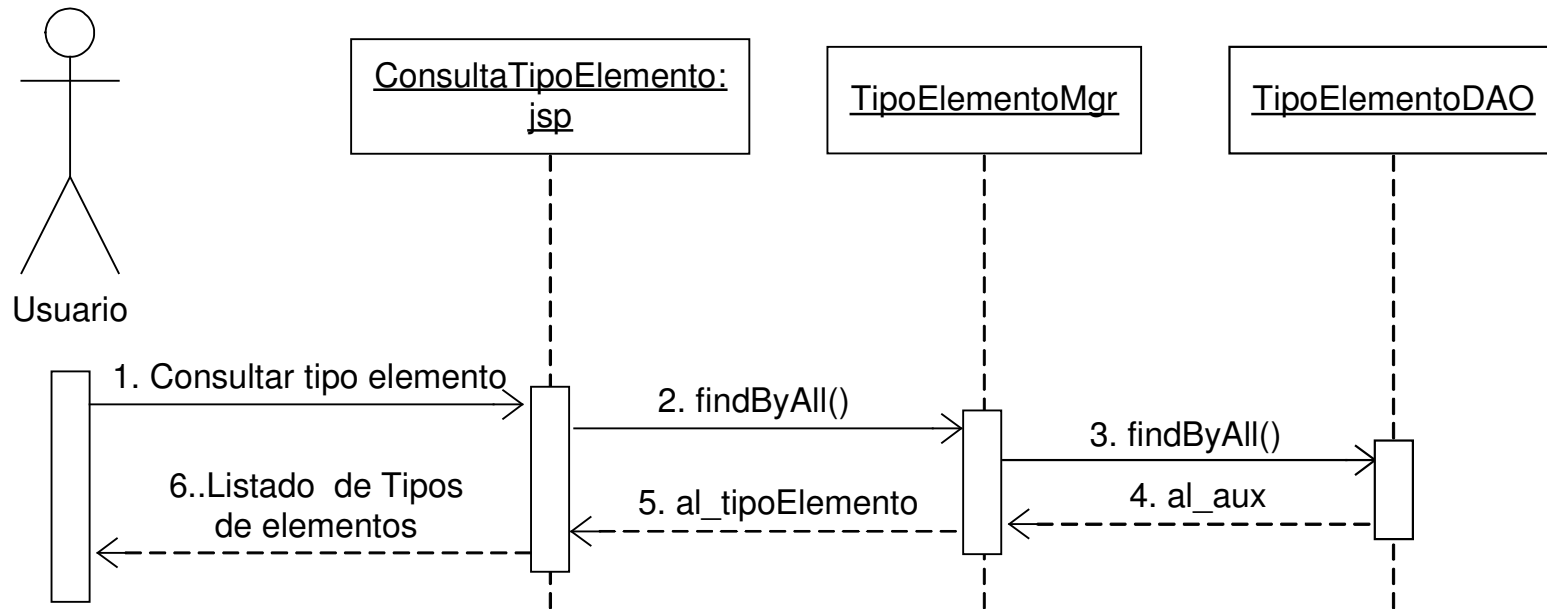 ConsultaTipoElemento:
jsp
TipoElementoMgr
TipoElementoDAO
Usuario
1. Consultar tipo elemento
2. findByAll()
3. findByAll()
4. al_aux
5. al_tipoElemento
6..Listado de Tipos
de elementos